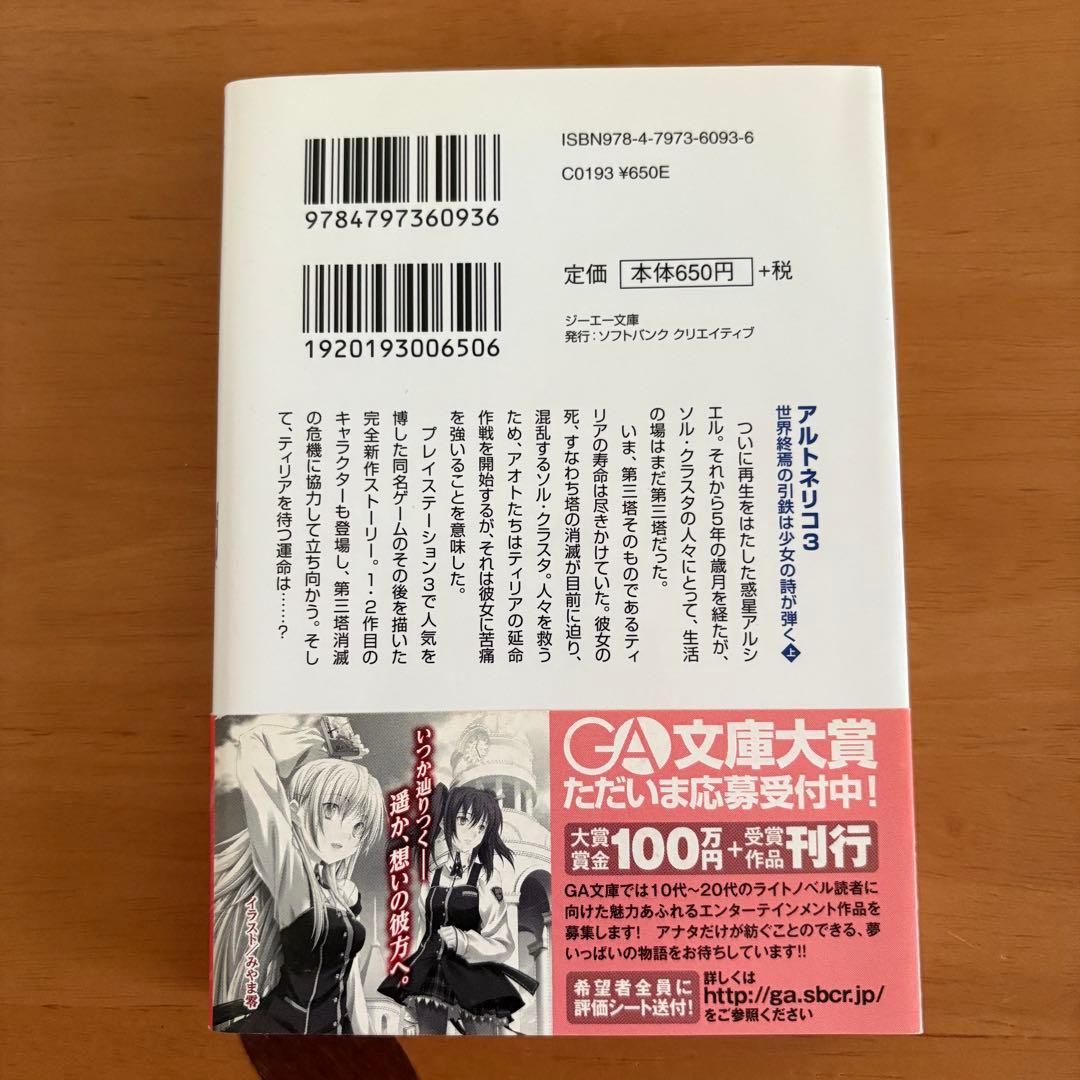 ISBN978-4-7973-6093-6
C0193 ¥650E
9784797360936
定価 本体650円 +税
1920193006506
ジーエー文庫
発行：ソフトバンク クリエイティブ
アルトネリコ3
世界終焉の引鉄は少女の詩が弾く 上
ついに再生をはたした惑星アルシ
エル。それから5年の歳月を経たが、
ソル・クラスタの人々にとって、生活
の場はまだ第三塔だった。
いま、第三塔そのものであるティ
リアの寿命は尽きかけていた。彼女の
死、すなわち塔の消滅が目前に迫り、
混乱するソル・クラスタ。人々を救う
ため、アオトたちはティリアの延命
作戦を開始するが、それは彼女に苦痛
を強いることを意味した。
プレイステーション3で人気を
博した同名ゲームのその後を描いた
完全新作ストーリー。1・2作目の
キャラクターも登場し、第三塔消滅
の危機に協力して立ち向かう。そし
て、ティリアを待つ運命は……？
いつか辿りつく──
遥か、想いの彼方へ。
イラスト／みやま零
GA文庫大賞
ただいま応募受付中！
大賞賞金100万円+受賞作品刊行
GA文庫では10代～20代のライトノベル読者に
向けた魅力あふれるエンターテインメント作品を
募集します！ アナタだけが紡ぐことのできる、夢
いっぱいの物語をお待ちしています!!
希望者全員に
評価シート送付！
詳しくは
http://ga.sbcr.jp/
をご参照ください